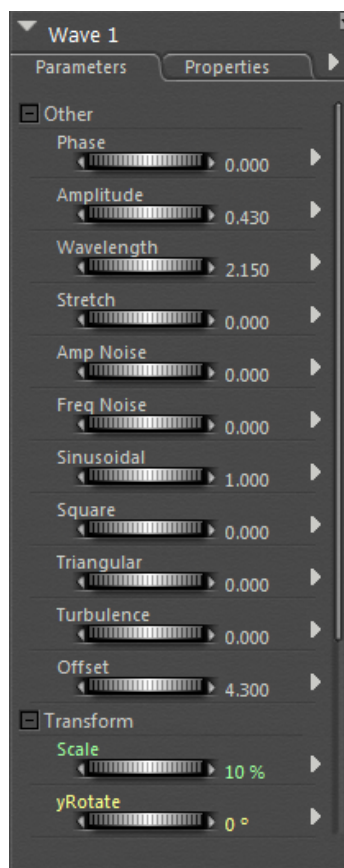 Wave 1
Parameters Properties
Other
Phase
0.000
Amplitude
0.430
Wavelength
2.150
Stretch
0.000
Amp Noise
0.000
Freq Noise
0.000
Sinusoidal
1.000
Square
0.000
Triangular
0.000
Turbulence
0.000
Offset
4.300
Transform
Scale
10 %
yRotate
0 °